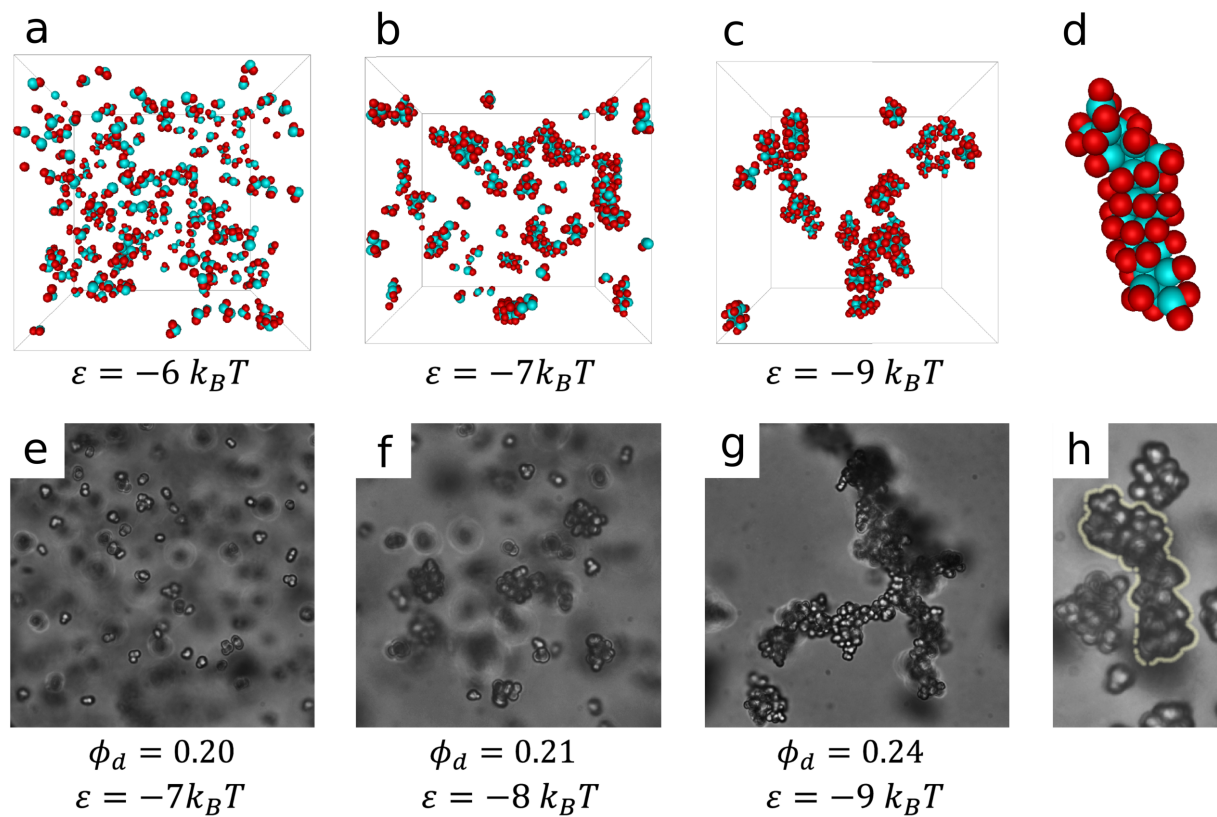 a
b
c
d
ε = −6 k_BT
ε = −7k_BT
ε = −9 k_BT
e
f
g
h
ϕ_d = 0.20
ϕ_d = 0.21
ϕ_d = 0.24
ε = −7k_BT
ε = −8 k_BT
ε = −9 k_BT